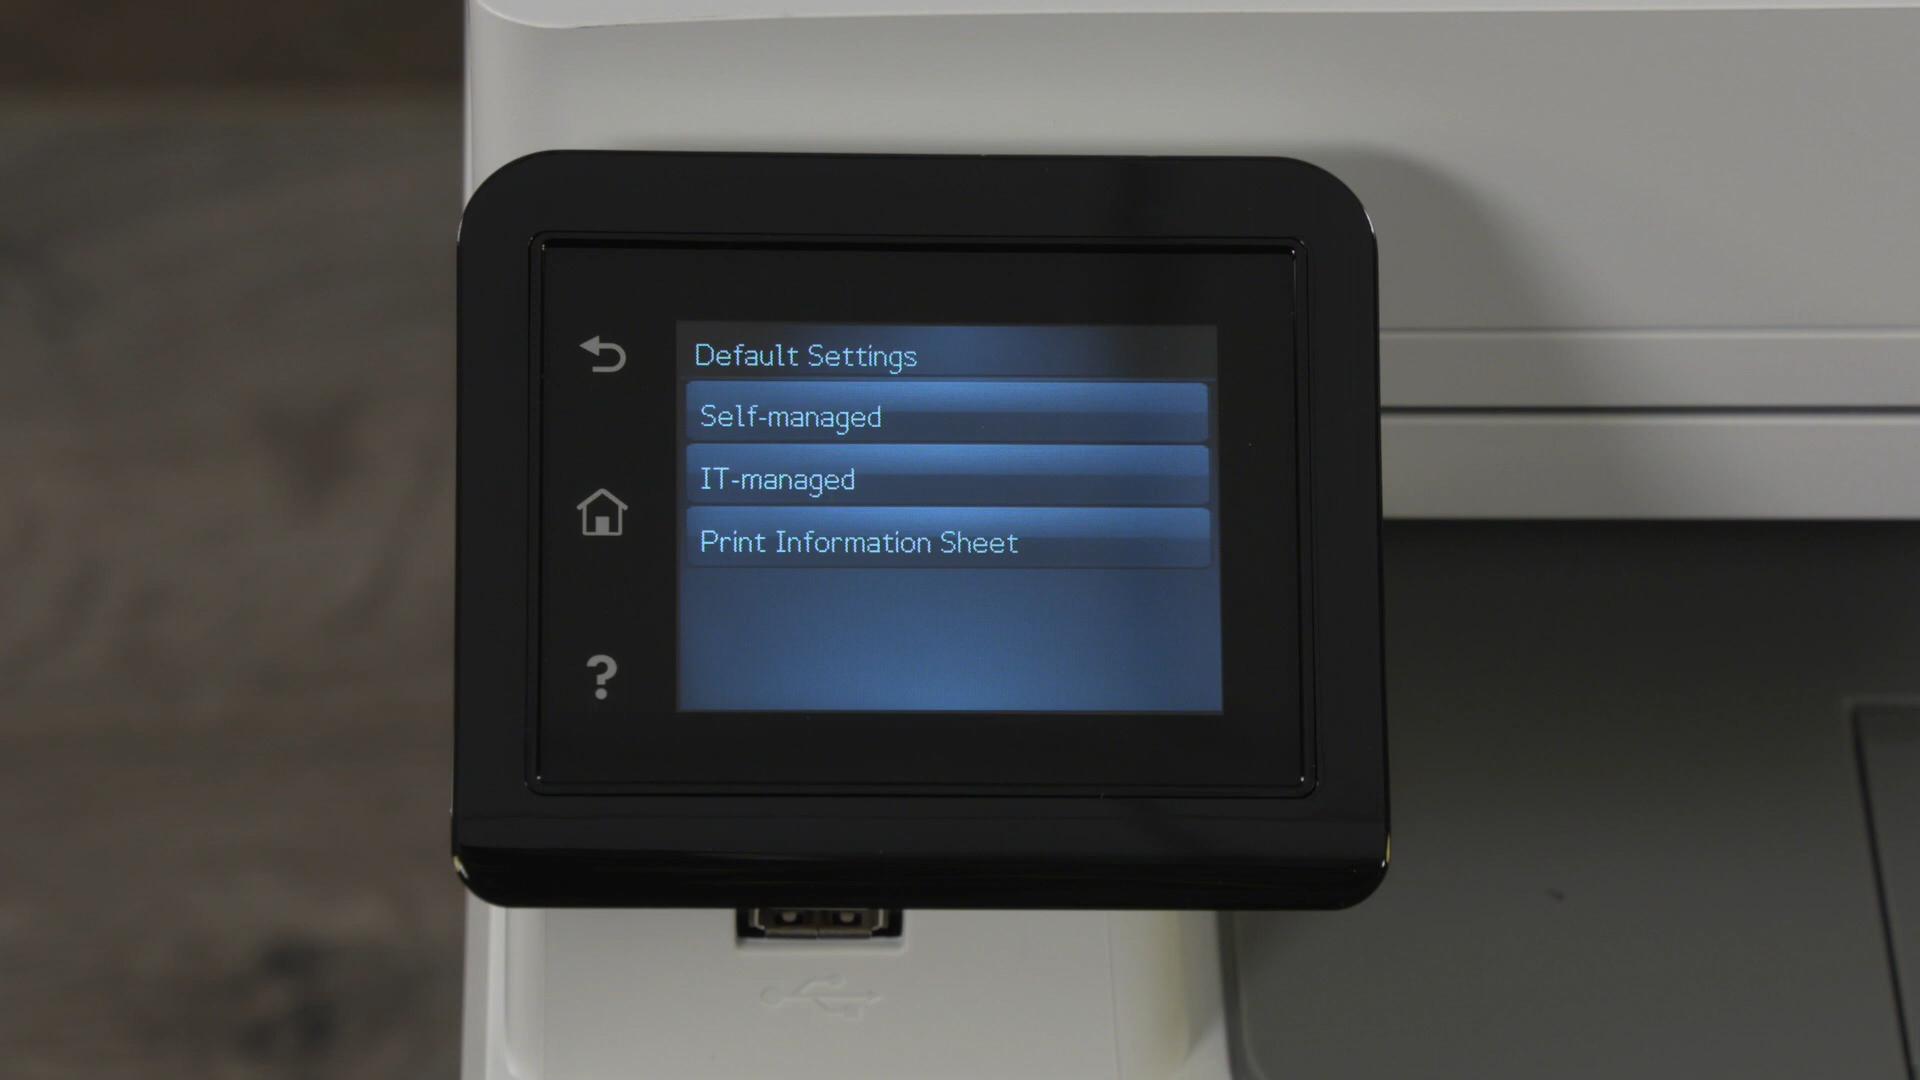 Default Settings
Self-managed
IT-managed
Print Information Sheet
?